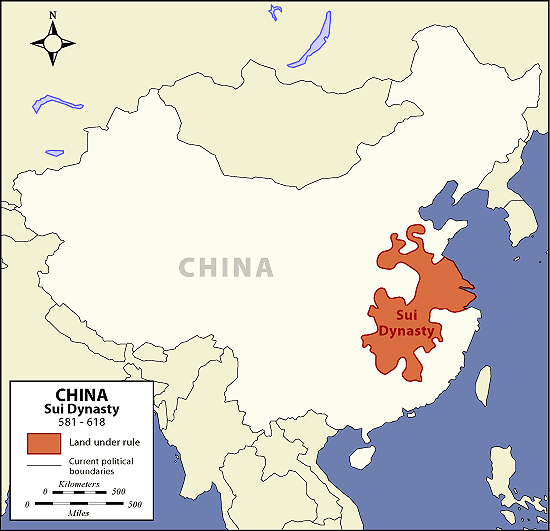 N
CHINA
Sui
Dynasty
CHINA
Sui Dynasty
581 - 618
Land under rule
Current political
boundaries
Kilometers
0 500
0 500
Miles